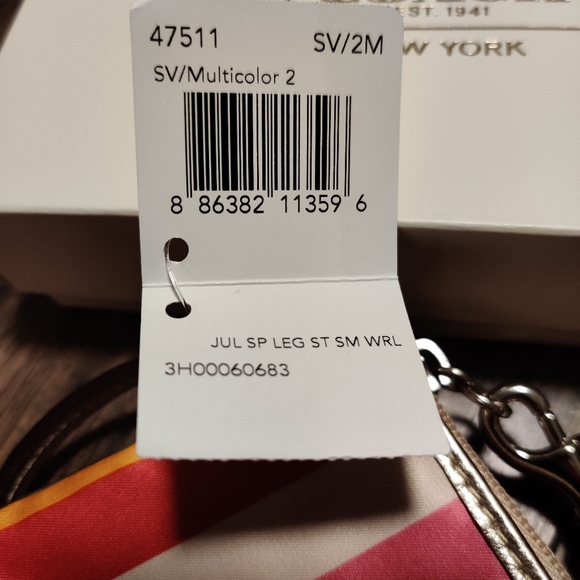 EST. 1941
NEW YORK
47511 SV/2M
SV/Multicolor 2
8 86382 11359 6
JUL SP LEG ST SM WRL
3H00060683